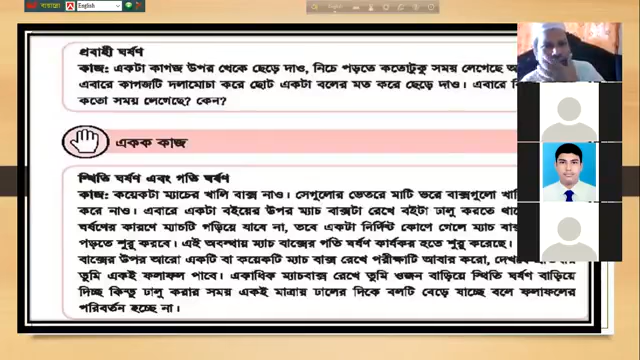 English
প্রবাহী ঘর্ষণ
কাজ: একটা কাগজ উপর থেকে ছেড়ে দাও, নিচে পড়তে কতোটুকু সময় লেগেছে
এবারে কাগজটি দলামোচা করে ছোট একটা বলের মত করে ছেড়ে দাও। এবারে
কতো সময় লেগেছে? কেন?
একক কাজ
স্থিতি ঘর্ষণ এবং গতি ঘর্ষণ
কাজ: কয়েকটা ম্যাচের খালি বাক্স নাও। সেগুলোর ভেতরে মাটি ভরে বাক্সগুলো
করে নাও। এবারে একটা বইয়ের উপর ম্যাচ বাক্সটা রেখে বইটা ঢালু করতে
ঘর্ষণের কারণে ম্যাচটি গড়িয়ে যাবে না, তবে একটা নির্দিষ্ট কোণে গেলে ম্যাচ
পড়তে শুরু করবে। এই অবস্থায় ম্যাচ বাক্সের গতি ঘর্ষণ কার্যকর হতে শুরু করেছে।
বাক্সের উপর আরো একটি বা কয়েকটি ম্যাচ বাক্স রেখে পরীক্ষাটি আবার করো,
তুমি একই ফলাফল পাবে। একাধিক ম্যাচবাক্স রেখে তুমি ওজন বাড়িয়ে স্থিতি ঘর্ষণ বাড়িয়ে
দিচ্ছ কিন্তু ঢালু করার সময় একই মাত্রায় ঢালের দিকে বলটি বেড়ে যাচ্ছে বলে ফলাফলের
পরিবর্তন হচ্ছে না।